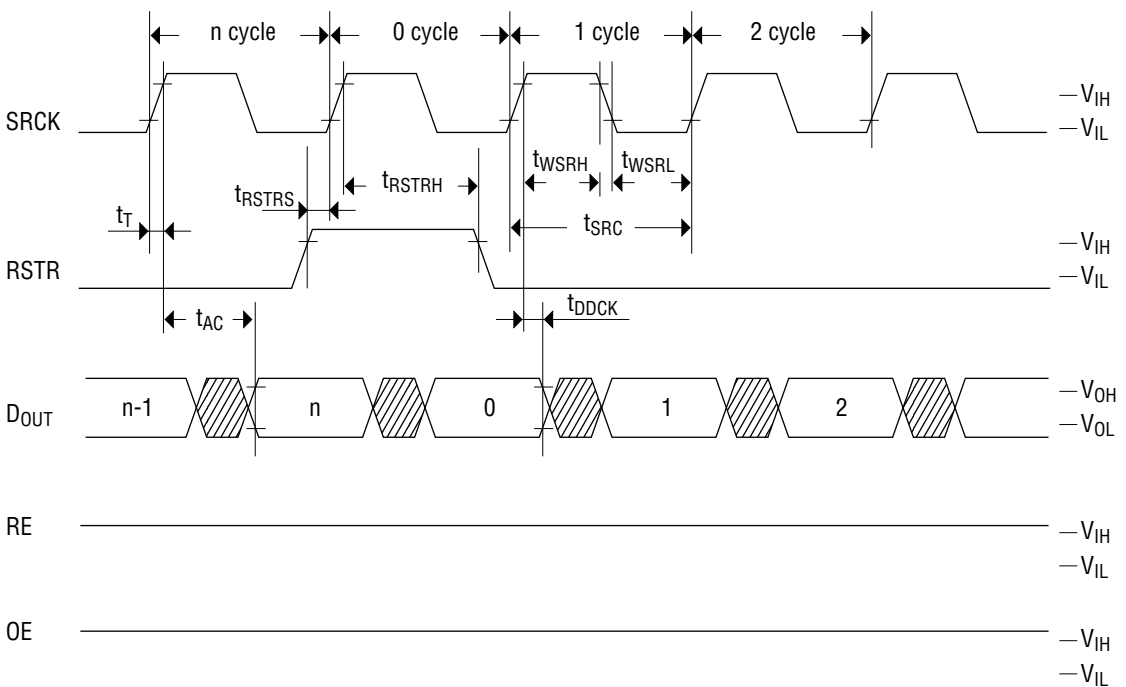 n cycle 0 cycle 1 cycle 2 cycle
SRCK
VIH
VIL
tWSRH tWSRL
tRSTRH
tRSTRS
tT
tSRC
RSTR
VIH
VIL
tAC
tDDCK
DOUT
n-1 n 0 1 2
VOH
VOL
RE
VIH
VIL
OE
VIH
VIL